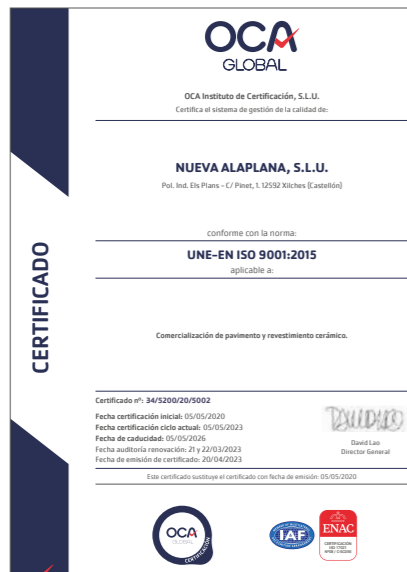 OCA
GLOBAL
OCA Instituto de Certificación, S.L.U.
Certifica el sistema de gestión de la calidad de:
NUEVA ALAPLANA, S.L.U.
Pol. Ind. Els Plans - C/ Pinet, 1. 12592 Xilches (Castellón)
conforme con la norma:
UNE-EN ISO 9001:2015
aplicable a:
CERTIFICADO
Comercialización de pavimento y revestimiento cerámico.
Certificado nº: 34/5200/20/5002
Fecha certificación inicial: 05/05/2020
Fecha certificación ciclo actual: 05/05/2023
Fecha de caducidad: 05/05/2026
Fecha auditoría renovación: 21 y 22/03/2023
Fecha de emisión de certificado: 20/04/2023
David Lao
Director General
Este certificado sustituye el certificado con fecha de emisión: 05/05/2020
OCA
GLOBAL
CERTIFICACIÓN
IAF
ENAC
CERTIFICACIÓN